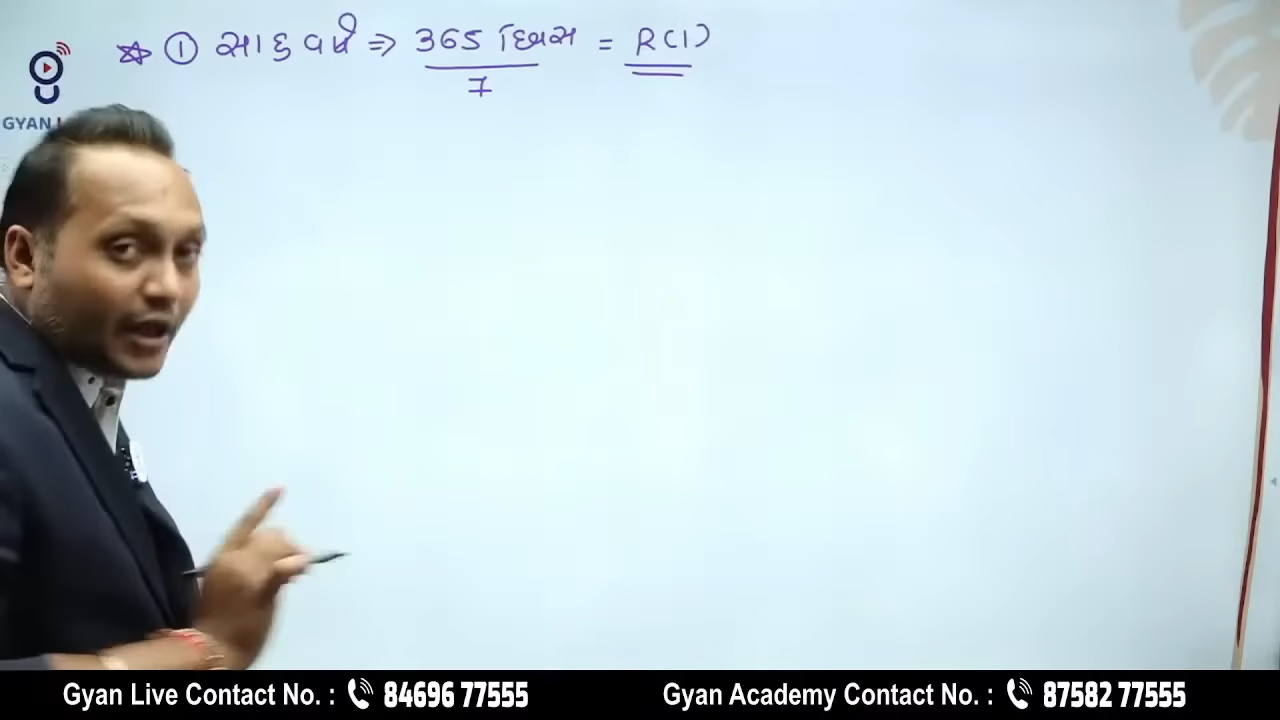 ☆ ① સાદુ વર્ષ ⇒ 365 દિવસ = R(1)
7
GYAN
Gyan Live Contact No. : 84696 77555 Gyan Academy Contact No. : 87582 77555